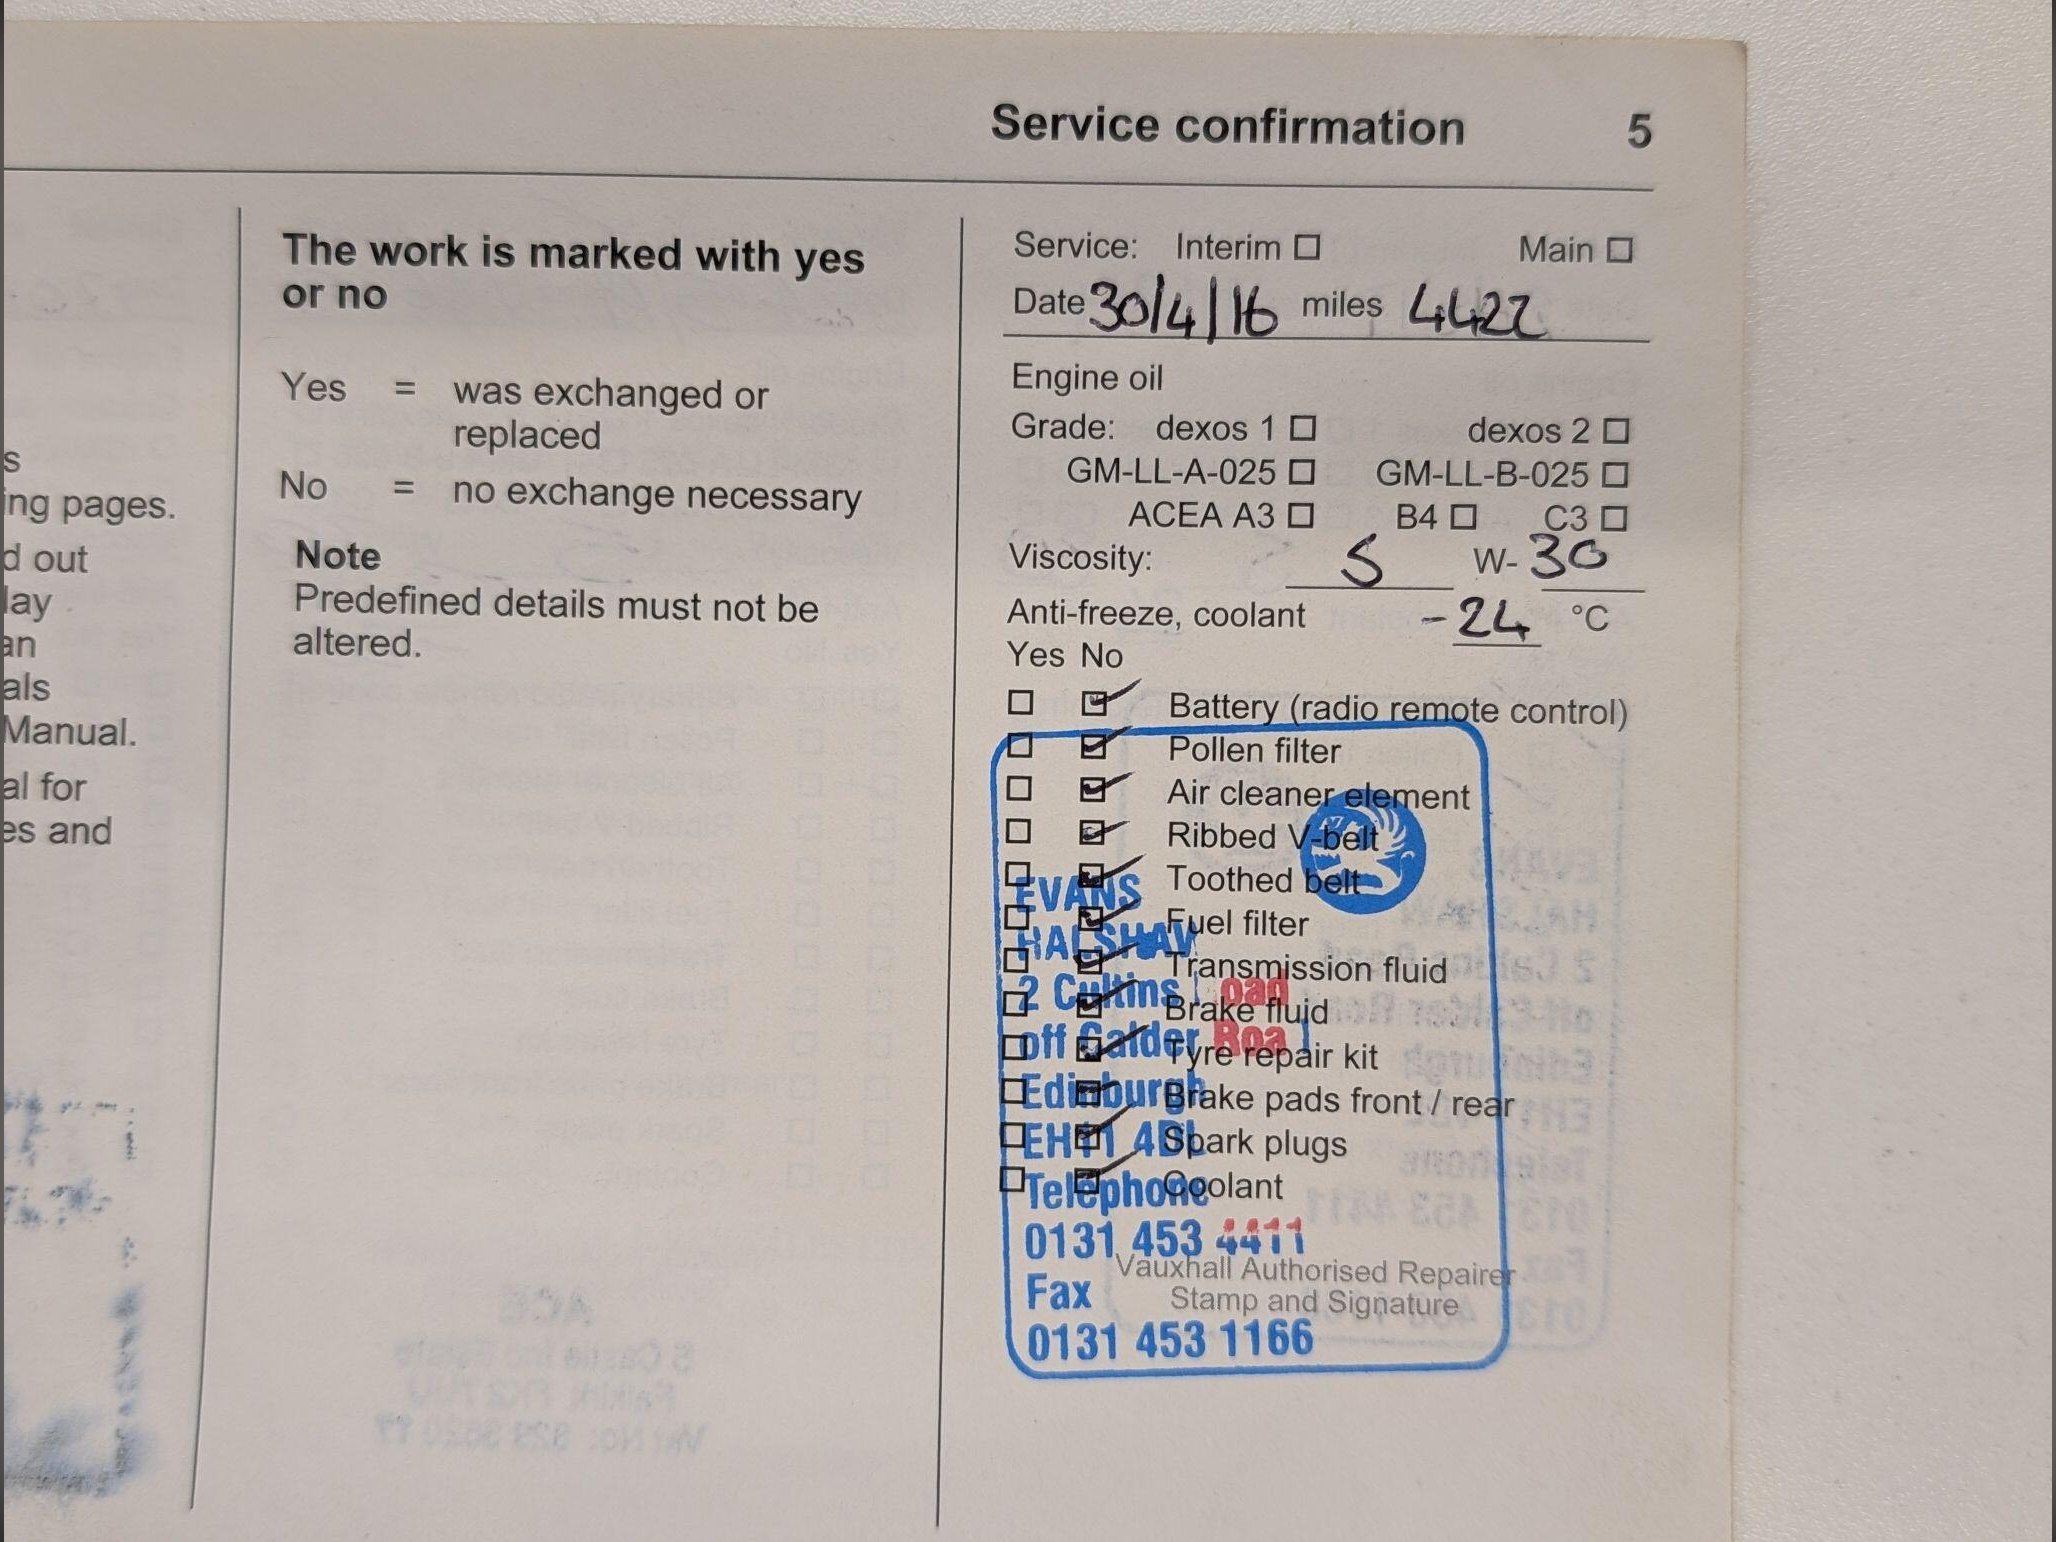 Service confirmation 5
s
ing pages.
d out
lay
an
als
Manual.
al for
es and
The work is marked with yes
or no
Yes = was exchanged or
replaced
No = no exchange necessary
Note
Predefined details must not be
altered.
Service: Interim Main
Date 30/4/16 miles 4422
Engine oil
Grade: dexos 1 dexos 2
GM-LL-A-025 GM-LL-B-025
ACEA A3 B4 C3
Viscosity: 5 W-30
Anti-freeze, coolant -24 °C
Yes No
Battery (radio remote control)
Pollen filter
Air cleaner element
Ribbed V-belt
Toothed belt
Fuel filter
Transmission fluid
Brake fluid
Tyre repair kit
Brake pads front / rear
Spark plugs
Coolant
Vauxhall Authorised Repairer
Stamp and Signature
EVANS
HALSHAW
2 Cultins Road
off Calder Road
Edinburgh
EH11 4DL
Telephone
0131 453 4411
Fax
0131 453 1166